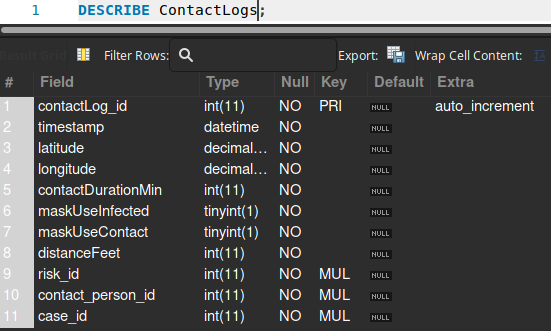 1 DESCRIBE ContactLogs;
Result Grid Filter Rows: Export: Wrap Cell Content: IA
# Field Type Null Key Default Extra
1 contactLog_id int(11) NO PRI NULL auto_increment
2 timestamp datetime NO NULL
3 latitude decimal... NO NULL
4 longitude decimal... NO NULL
5 contactDurationMin int(11) NO NULL
6 maskUseInfected tinyint(1) NO NULL
7 maskUseContact tinyint(1) NO NULL
8 distanceFeet int(11) NO NULL
9 risk_id int(11) NO MUL NULL
10 contact_person_id int(11) NO MUL NULL
11 case_id int(11) NO MUL NULL